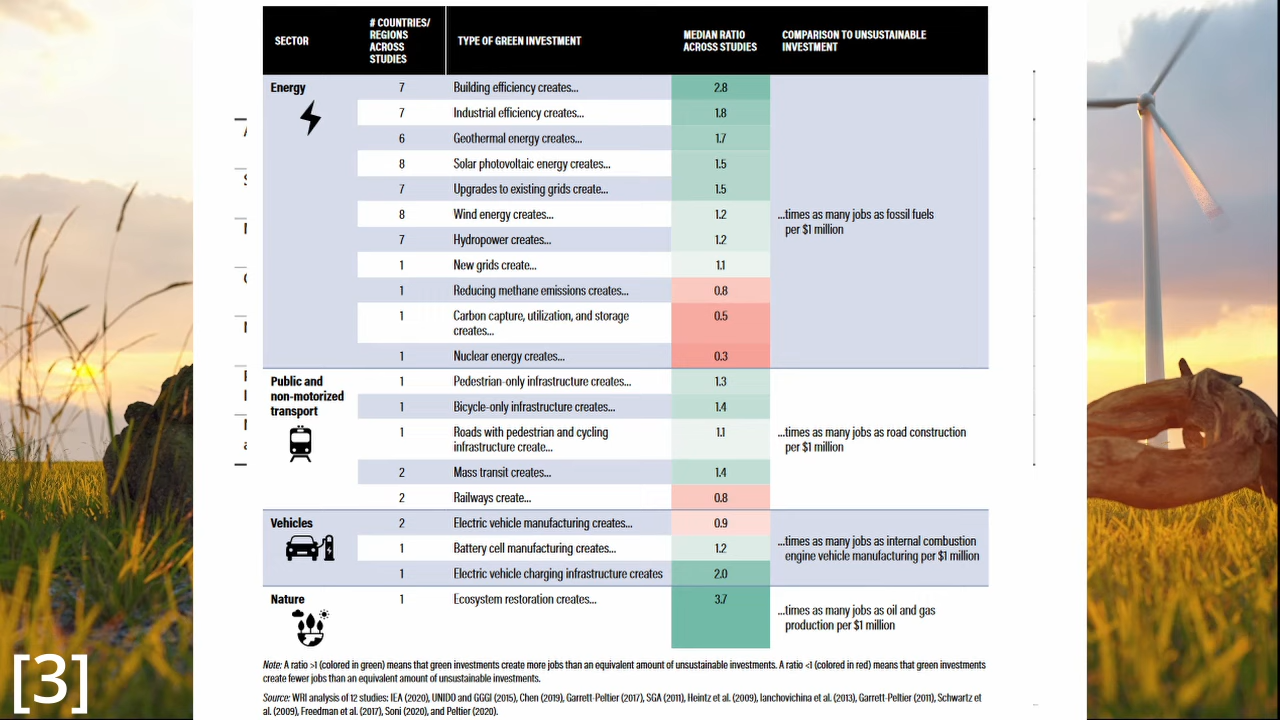 SECTOR
# COUNTRIES/
REGIONS
ACROSS
STUDIES
TYPE OF GREEN INVESTMENT
MEDIAN RATIO
ACROSS STUDIES
COMPARISON TO UNSUSTAINABLE
INVESTMENT
Energy
7 Building efficiency creates... 2.8
7 Industrial efficiency creates... 1.8
6 Geothermal energy creates... 1.7
8 Solar photovoltaic energy creates... 1.5
7 Upgrades to existing grids create... 1.5
8 Wind energy creates... 1.2
7 Hydropower creates... 1.2
1 New grids create... 1.1
1 Reducing methane emissions creates... 0.8
1 Carbon capture, utilization, and storage 0.5
creates...
1 Nuclear energy creates... 0.3
...times as many jobs as fossil fuels
per $1 million
Public and
non-motorized
transport
1 Pedestrian-only infrastructure creates... 1.3
1 Bicycle-only infrastructure creates... 1.4
1 Roads with pedestrian and cycling 1.1
infrastructure create...
2 Mass transit creates... 1.4
2 Railways create... 0.8
...times as many jobs as road construction
per $1 million
Vehicles
2 Electric vehicle manufacturing creates... 0.9
1 Battery cell manufacturing creates... 1.2
1 Electric vehicle charging infrastructure creates 2.0
...times as many jobs as internal combustion
engine vehicle manufacturing per $1 million
Nature
1 Ecosystem restoration creates... 3.7
...times as many jobs as oil and gas
production per $1 million
Note: A ratio >1 (colored in green) means that green investments create more jobs than an equivalent amount of unsustainable investments. A ratio <1 (colored in red) means that green investments
create fewer jobs than an equivalent amount of unsustainable investments.
Source: WRI analysis of 12 studies: IEA (2020), UNIDO and GGGI (2015), Chen (2019), Garrett-Peltier (2017), SGA (2011), Heintz et al. (2009), Ianchovichina et al. (2013), Garrett-Peltier (2011), Schwartz et
al. (2009), Freedman et al. (2017), Soni (2020), and Peltier (2020).
[3]